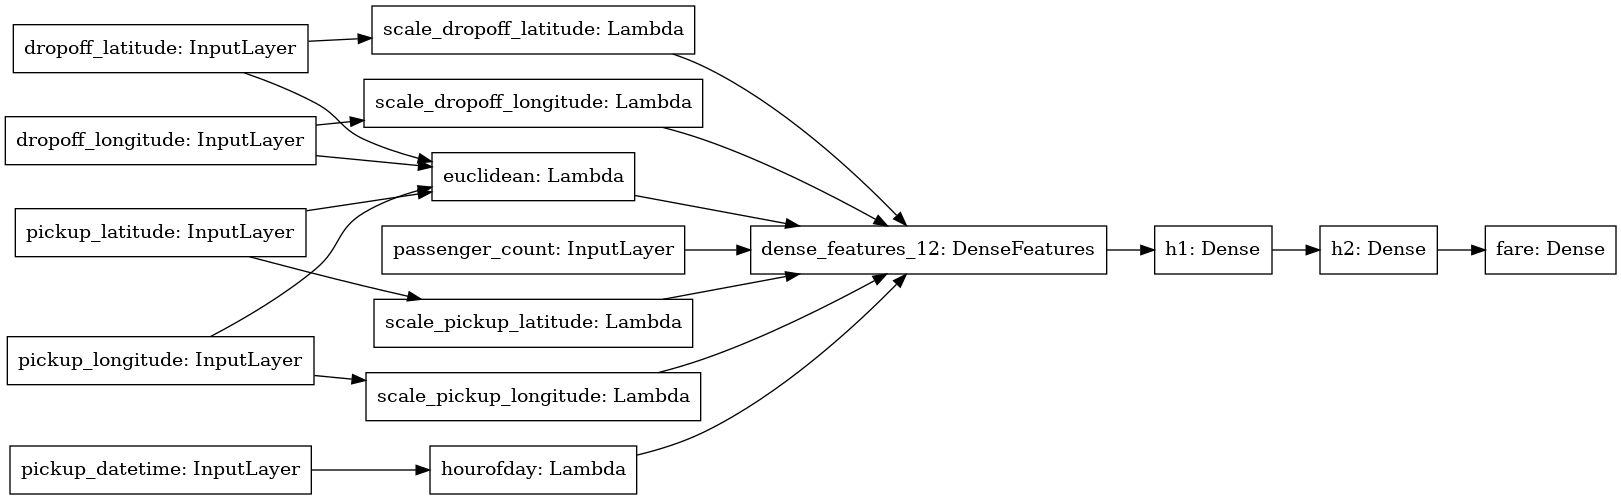 dropoff_latitude: InputLayer
scale_dropoff_latitude: Lambda
scale_dropoff_longitude: Lambda
dropoff_longitude: InputLayer
euclidean: Lambda
pickup_latitude: InputLayer
passenger_count: InputLayer
dense_features_12: DenseFeatures
h1: Dense
h2: Dense
fare: Dense
scale_pickup_latitude: Lambda
pickup_longitude: InputLayer
scale_pickup_longitude: Lambda
pickup_datetime: InputLayer
hourofday: Lambda